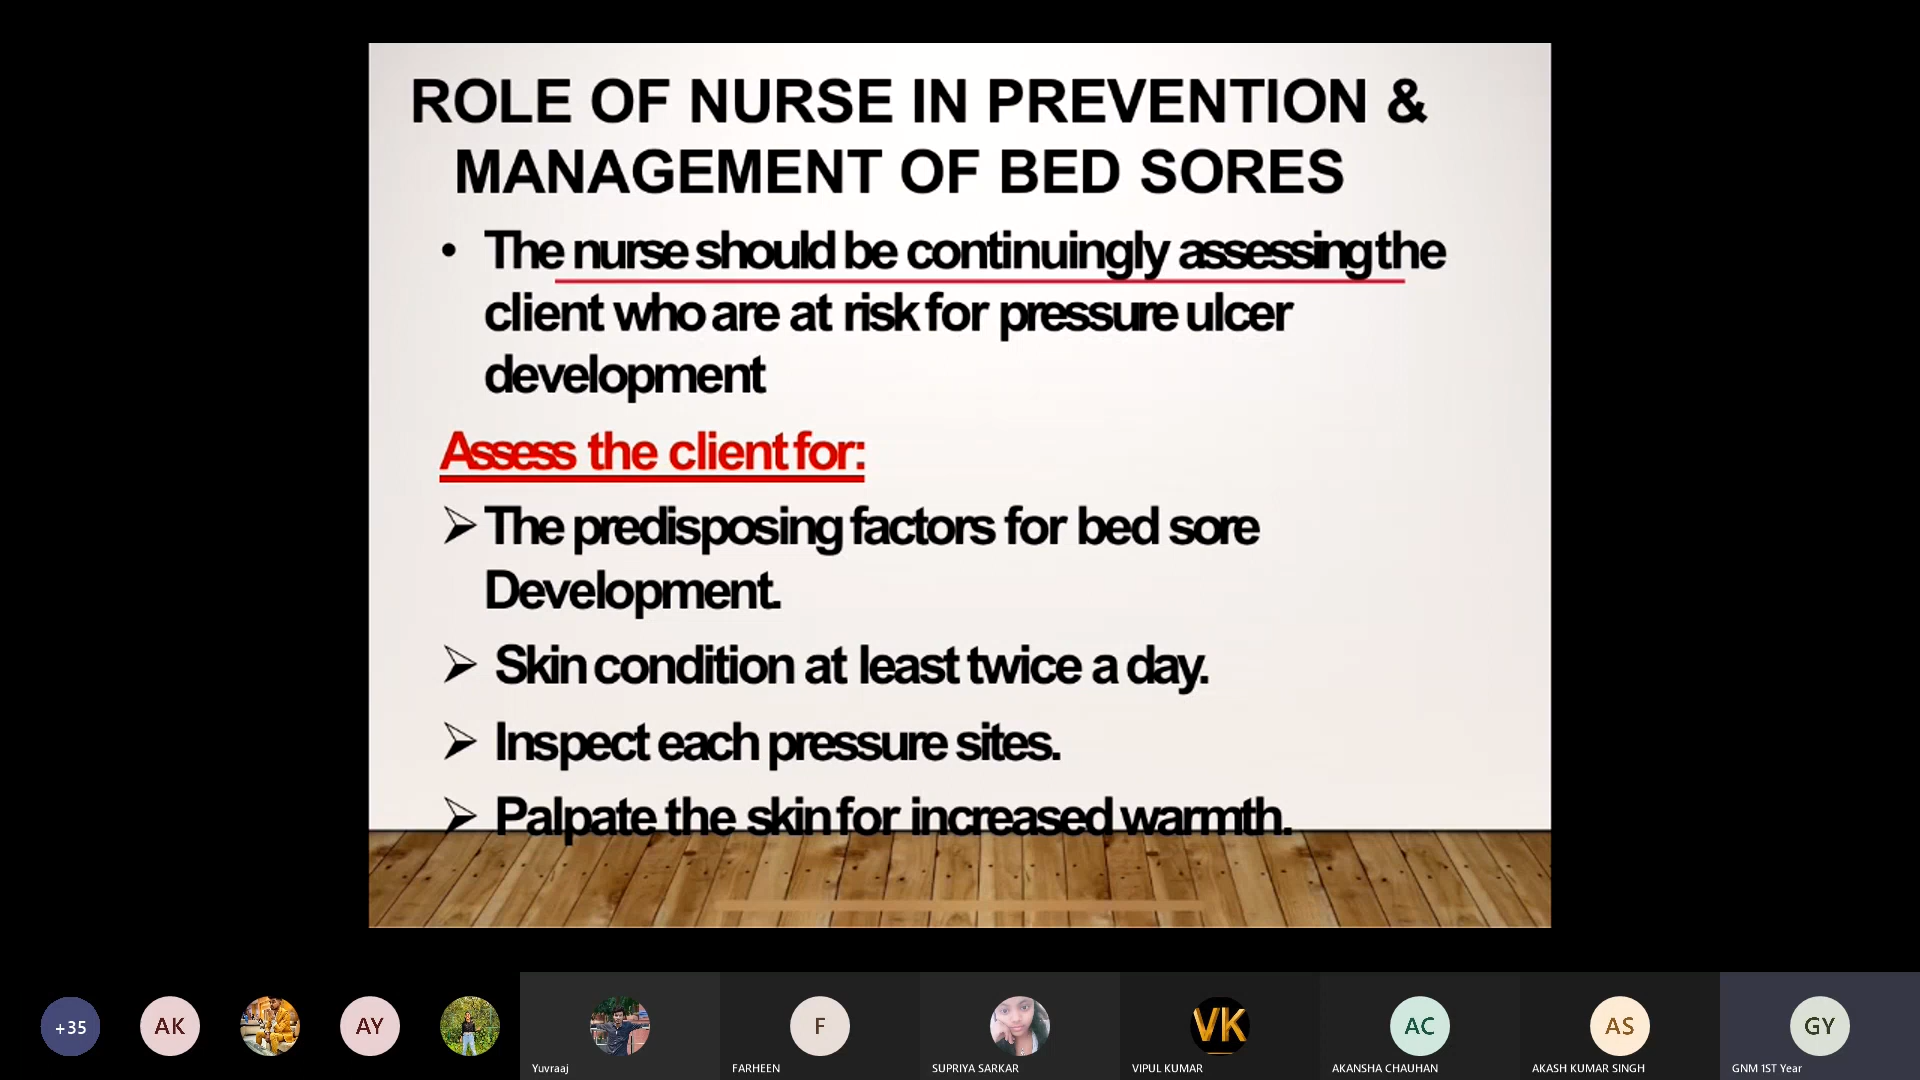 ROLE OF NURSE IN PREVENTION &
MANAGEMENT OF BED SORES
• The nurse should be continuingly assessing the
client who are at risk for pressure ulcer
development
Assess the client for:
➢ The predisposing factors for bed sore
Development.
➢ Skin condition at least twice a day.
➢ Inspect each pressure sites.
➢ Palpate the skin for increased warmth.
+35
AK
AY
F
VK
AC
AS
GY
Yuvraaj
FARHEEN
SUPRIYA SARKAR
VIPUL KUMAR
AKANSHA CHAUHAN
AKASH KUMAR SINGH
GNM 1ST Year